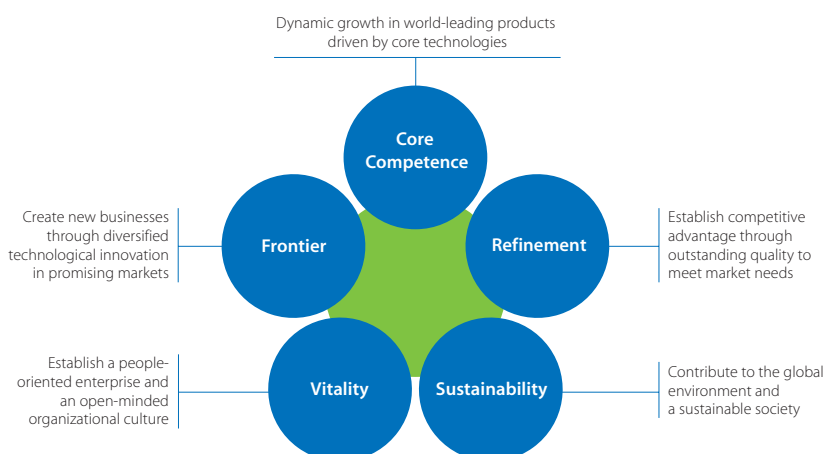 Dynamic growth in world-leading products
driven by core technologies
Core
Competence
Create new businesses
through diversified
technological innovation
in promising markets
Frontier
Refinement
Establish competitive
advantage through
outstanding quality to
meet market needs
Establish a people-
oriented enterprise and
an open-minded
organizational culture
Vitality
Sustainability
Contribute to the global
environment and
a sustainable society